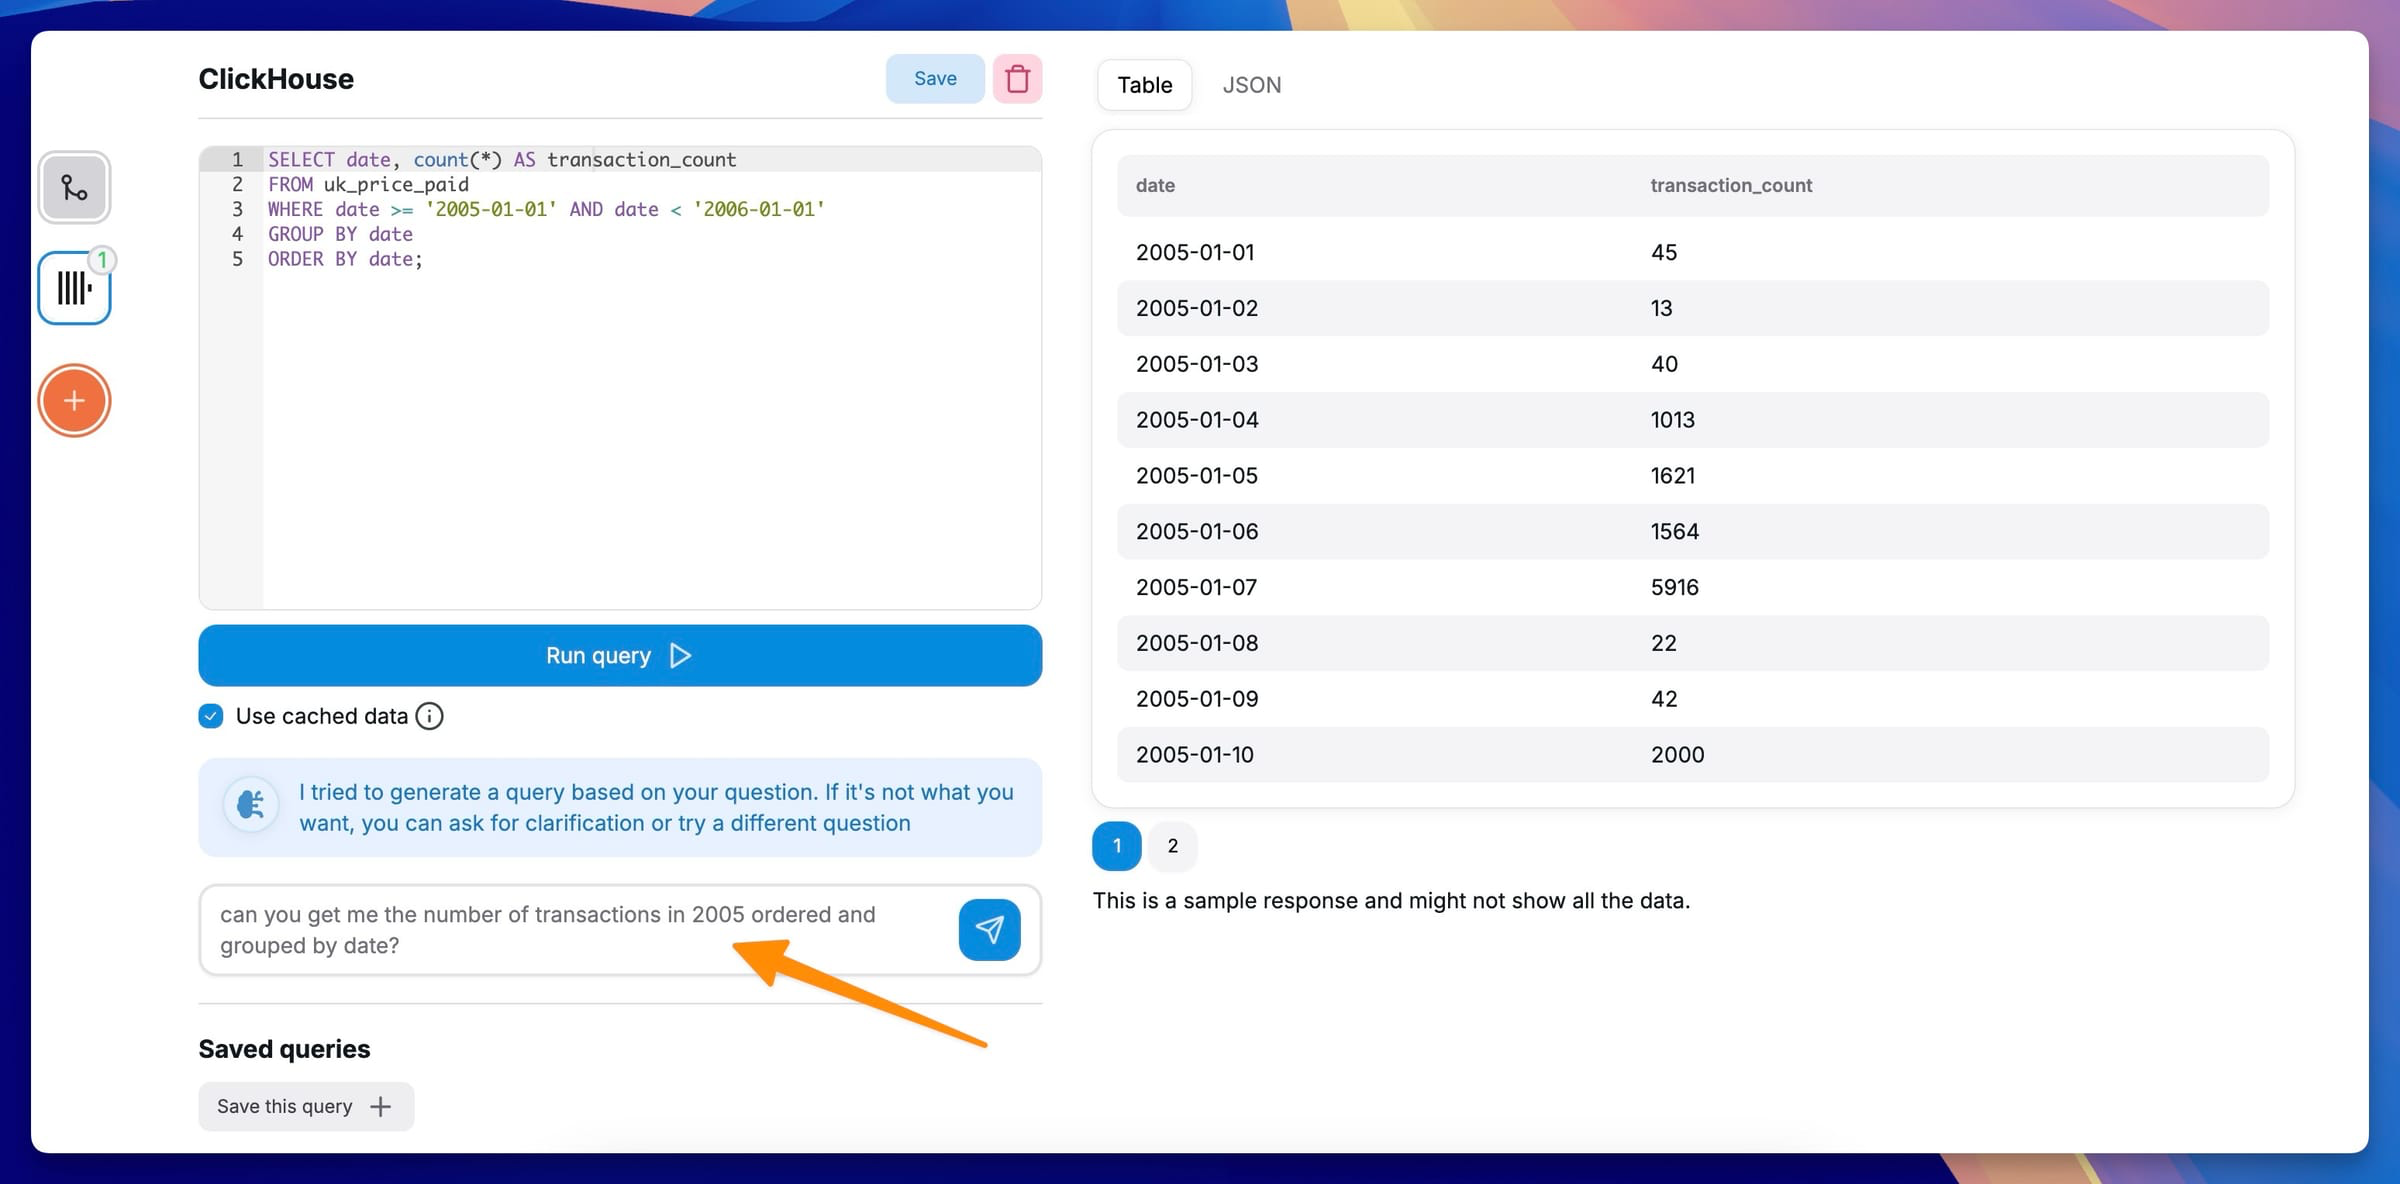 ClickHouse
Save
1
1 SELECT date, count(*) AS transaction_count
2 FROM uk_price_paid
3 WHERE date >= '2005-01-01' AND date < '2006-01-01'
4 GROUP BY date
5 ORDER BY date;
Run query
Use cached data
I tried to generate a query based on your question. If it's not what you
want, you can ask for clarification or try a different question
can you get me the number of transactions in 2005 ordered and
grouped by date?
Saved queries
Save this query
Table JSON
date transaction_count
2005-01-01 45
2005-01-02 13
2005-01-03 40
2005-01-04 1013
2005-01-05 1621
2005-01-06 1564
2005-01-07 5916
2005-01-08 22
2005-01-09 42
2005-01-10 2000
1 2
This is a sample response and might not show all the data.